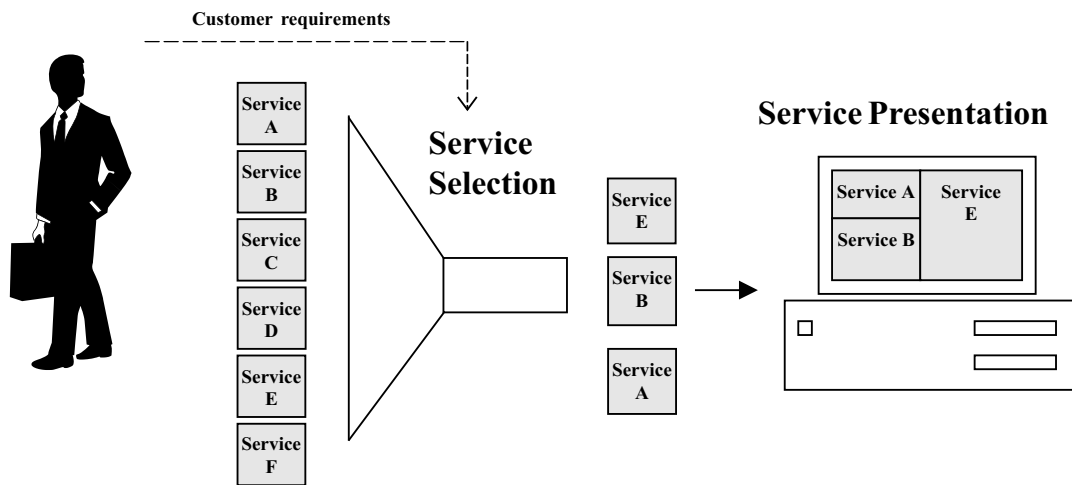 Customer requirements
Service
A
Service
B
Service
C
Service
D
Service
E
Service
F
Service
Selection
Service
E
Service
B
Service
A
Service Presentation
Service A
Service B
Service
E